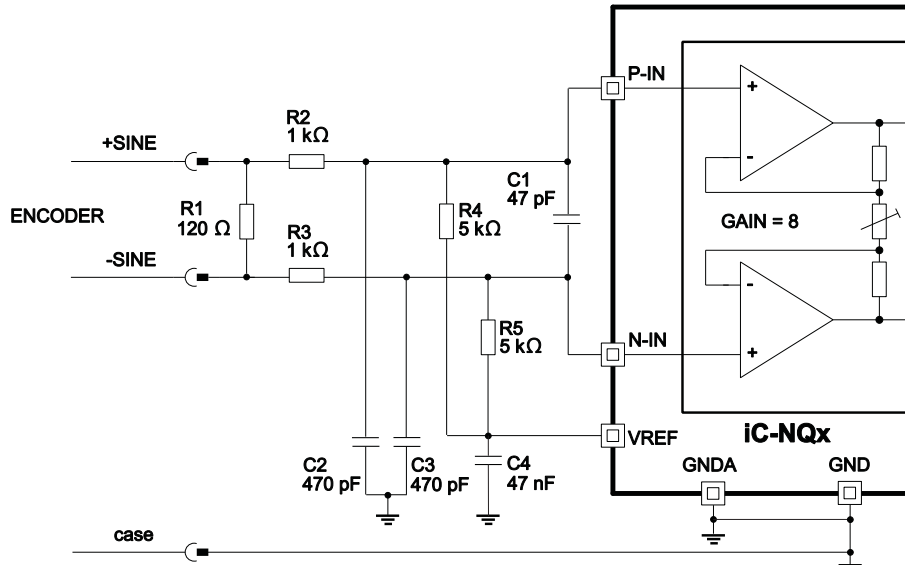 P-IN
R2
1 kΩ
+SINE
C1
47 pF
R1
120 Ω
ENCODER
R4
5 kΩ
GAIN = 8
R3
1 kΩ
-SINE
R5
5 kΩ
N-IN
+
-
-
+
iC-NQx
VREF
C2
470 pF
C3
470 pF
C4
47 nF
GNDA
GND
case